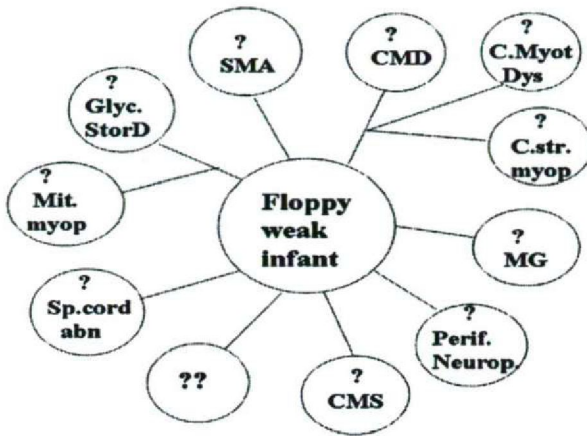 ?
SMA
?
CMD
?
C.Myot
Dys
?
Glyc.
StorD
?
C.str.
myop
?
Mit.
myop
Floppy
weak
infant
?
MG
?
Sp.cord
abn
?
Perif.
Neurop.
??
?
CMS